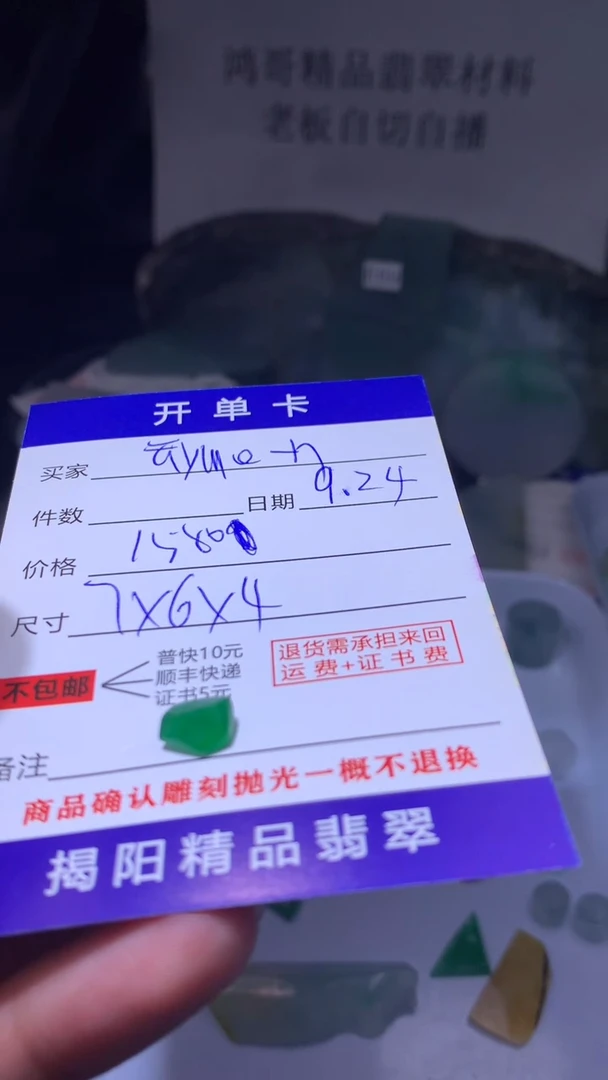 鸿哥精品翡翠材料
老板自切自播
开单卡
买家
件数 日期 9.24
价格 1580
尺寸 7X6X4
普快10元
不包邮 顺丰快递
证书5元
退货需承担来回
运费+证书费
备注
商品确认雕刻抛光一概不退换
揭阳精品翡翠